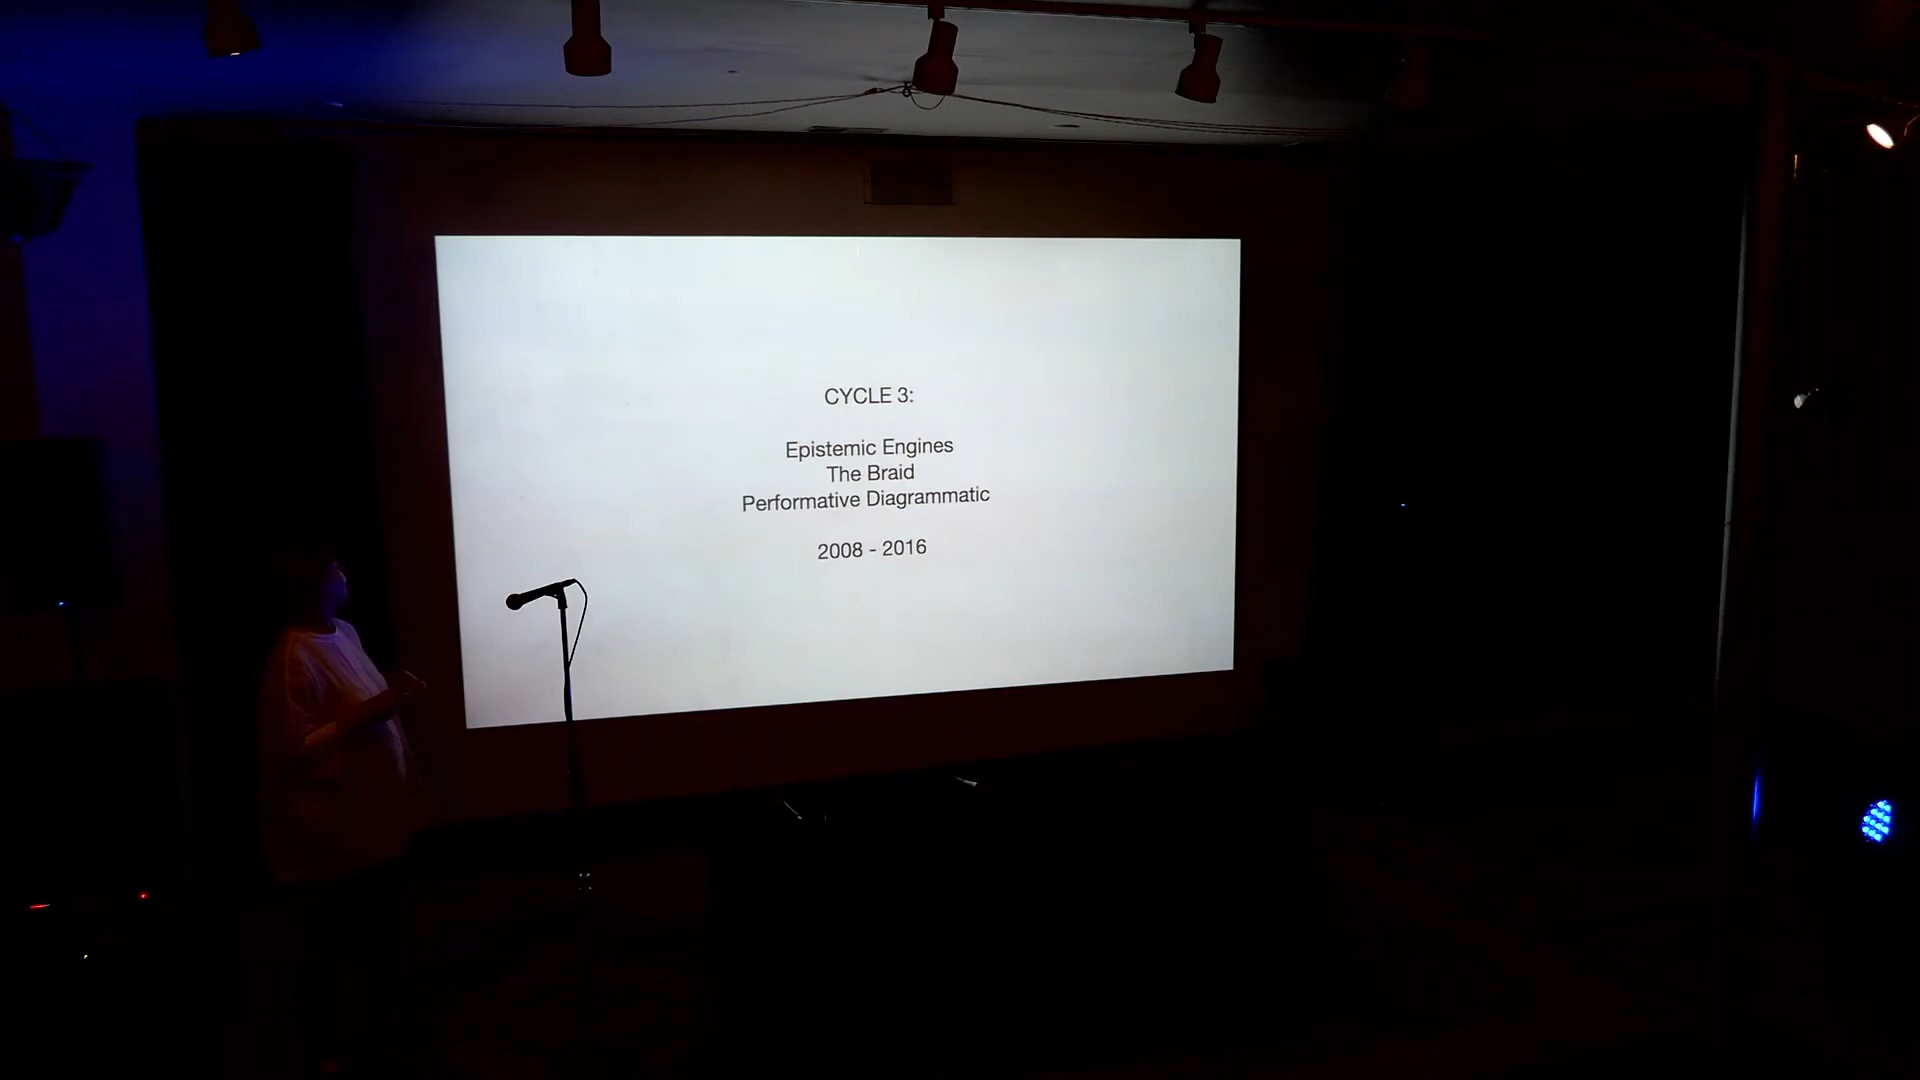 CYCLE 3:
Epistemic Engines
The Braid
Performative Diagrammatic
2008 - 2016